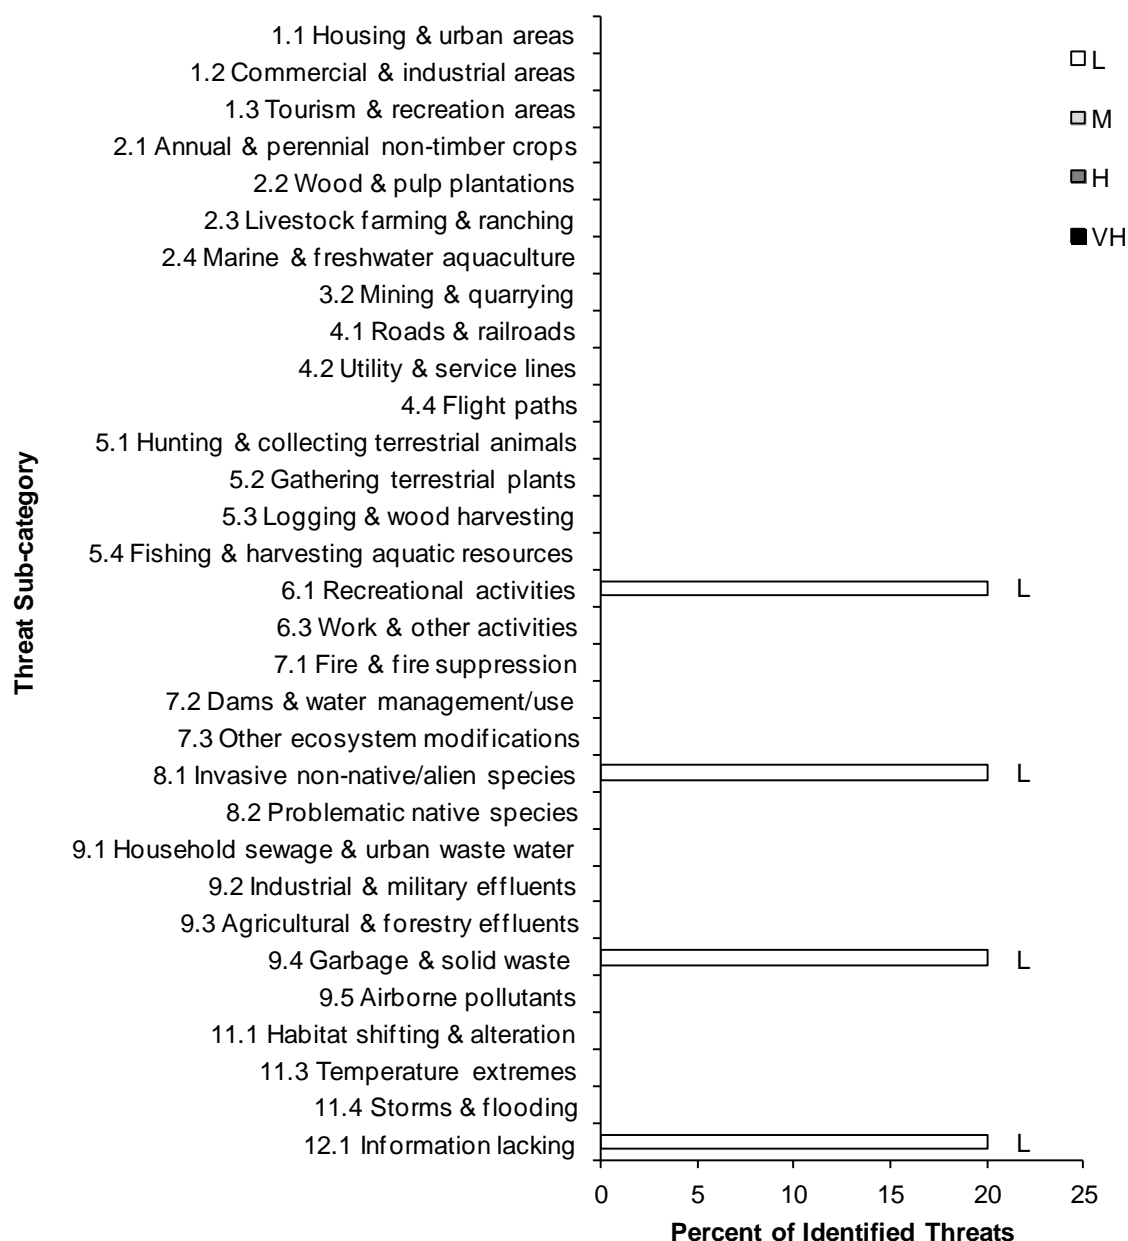 1.1 Housing & urban areas
1.2 Commercial & industrial areas
1.3 Tourism & recreation areas
2.1 Annual & perennial non-timber crops
2.2 Wood & pulp plantations
2.3 Livestock farming & ranching
2.4 Marine & freshwater aquaculture
3.2 Mining & quarrying
4.1 Roads & railroads
4.2 Utility & service lines
4.4 Flight paths
5.1 Hunting & collecting terrestrial animals
5.2 Gathering terrestrial plants
5.3 Logging & wood harvesting
5.4 Fishing & harvesting aquatic resources
6.1 Recreational activities L
6.3 Work & other activities
7.1 Fire & fire suppression
7.2 Dams & water management/use
7.3 Other ecosystem modifications
8.1 Invasive non-native/alien species L
8.2 Problematic native species
9.1 Household sewage & urban waste water
9.2 Industrial & military effluents
9.3 Agricultural & forestry effluents
9.4 Garbage & solid waste L
9.5 Airborne pollutants
11.1 Habitat shifting & alteration
11.3 Temperature extremes
11.4 Storms & flooding
12.1 Information lacking L
0 5 10 15 20 25
Percent of Identified Threats
Threat Sub-category
L
M
H
VH